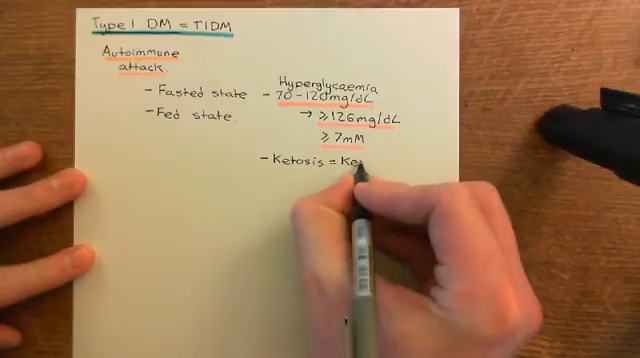 Type 1 DM = T1DM
Autoimmune
attack
- Fasted state
- Fed state.
Hyperglycaemia
- 70-120mg/dL
→ ≥126mg/dL
≥7mM
- Ketosis = Ke